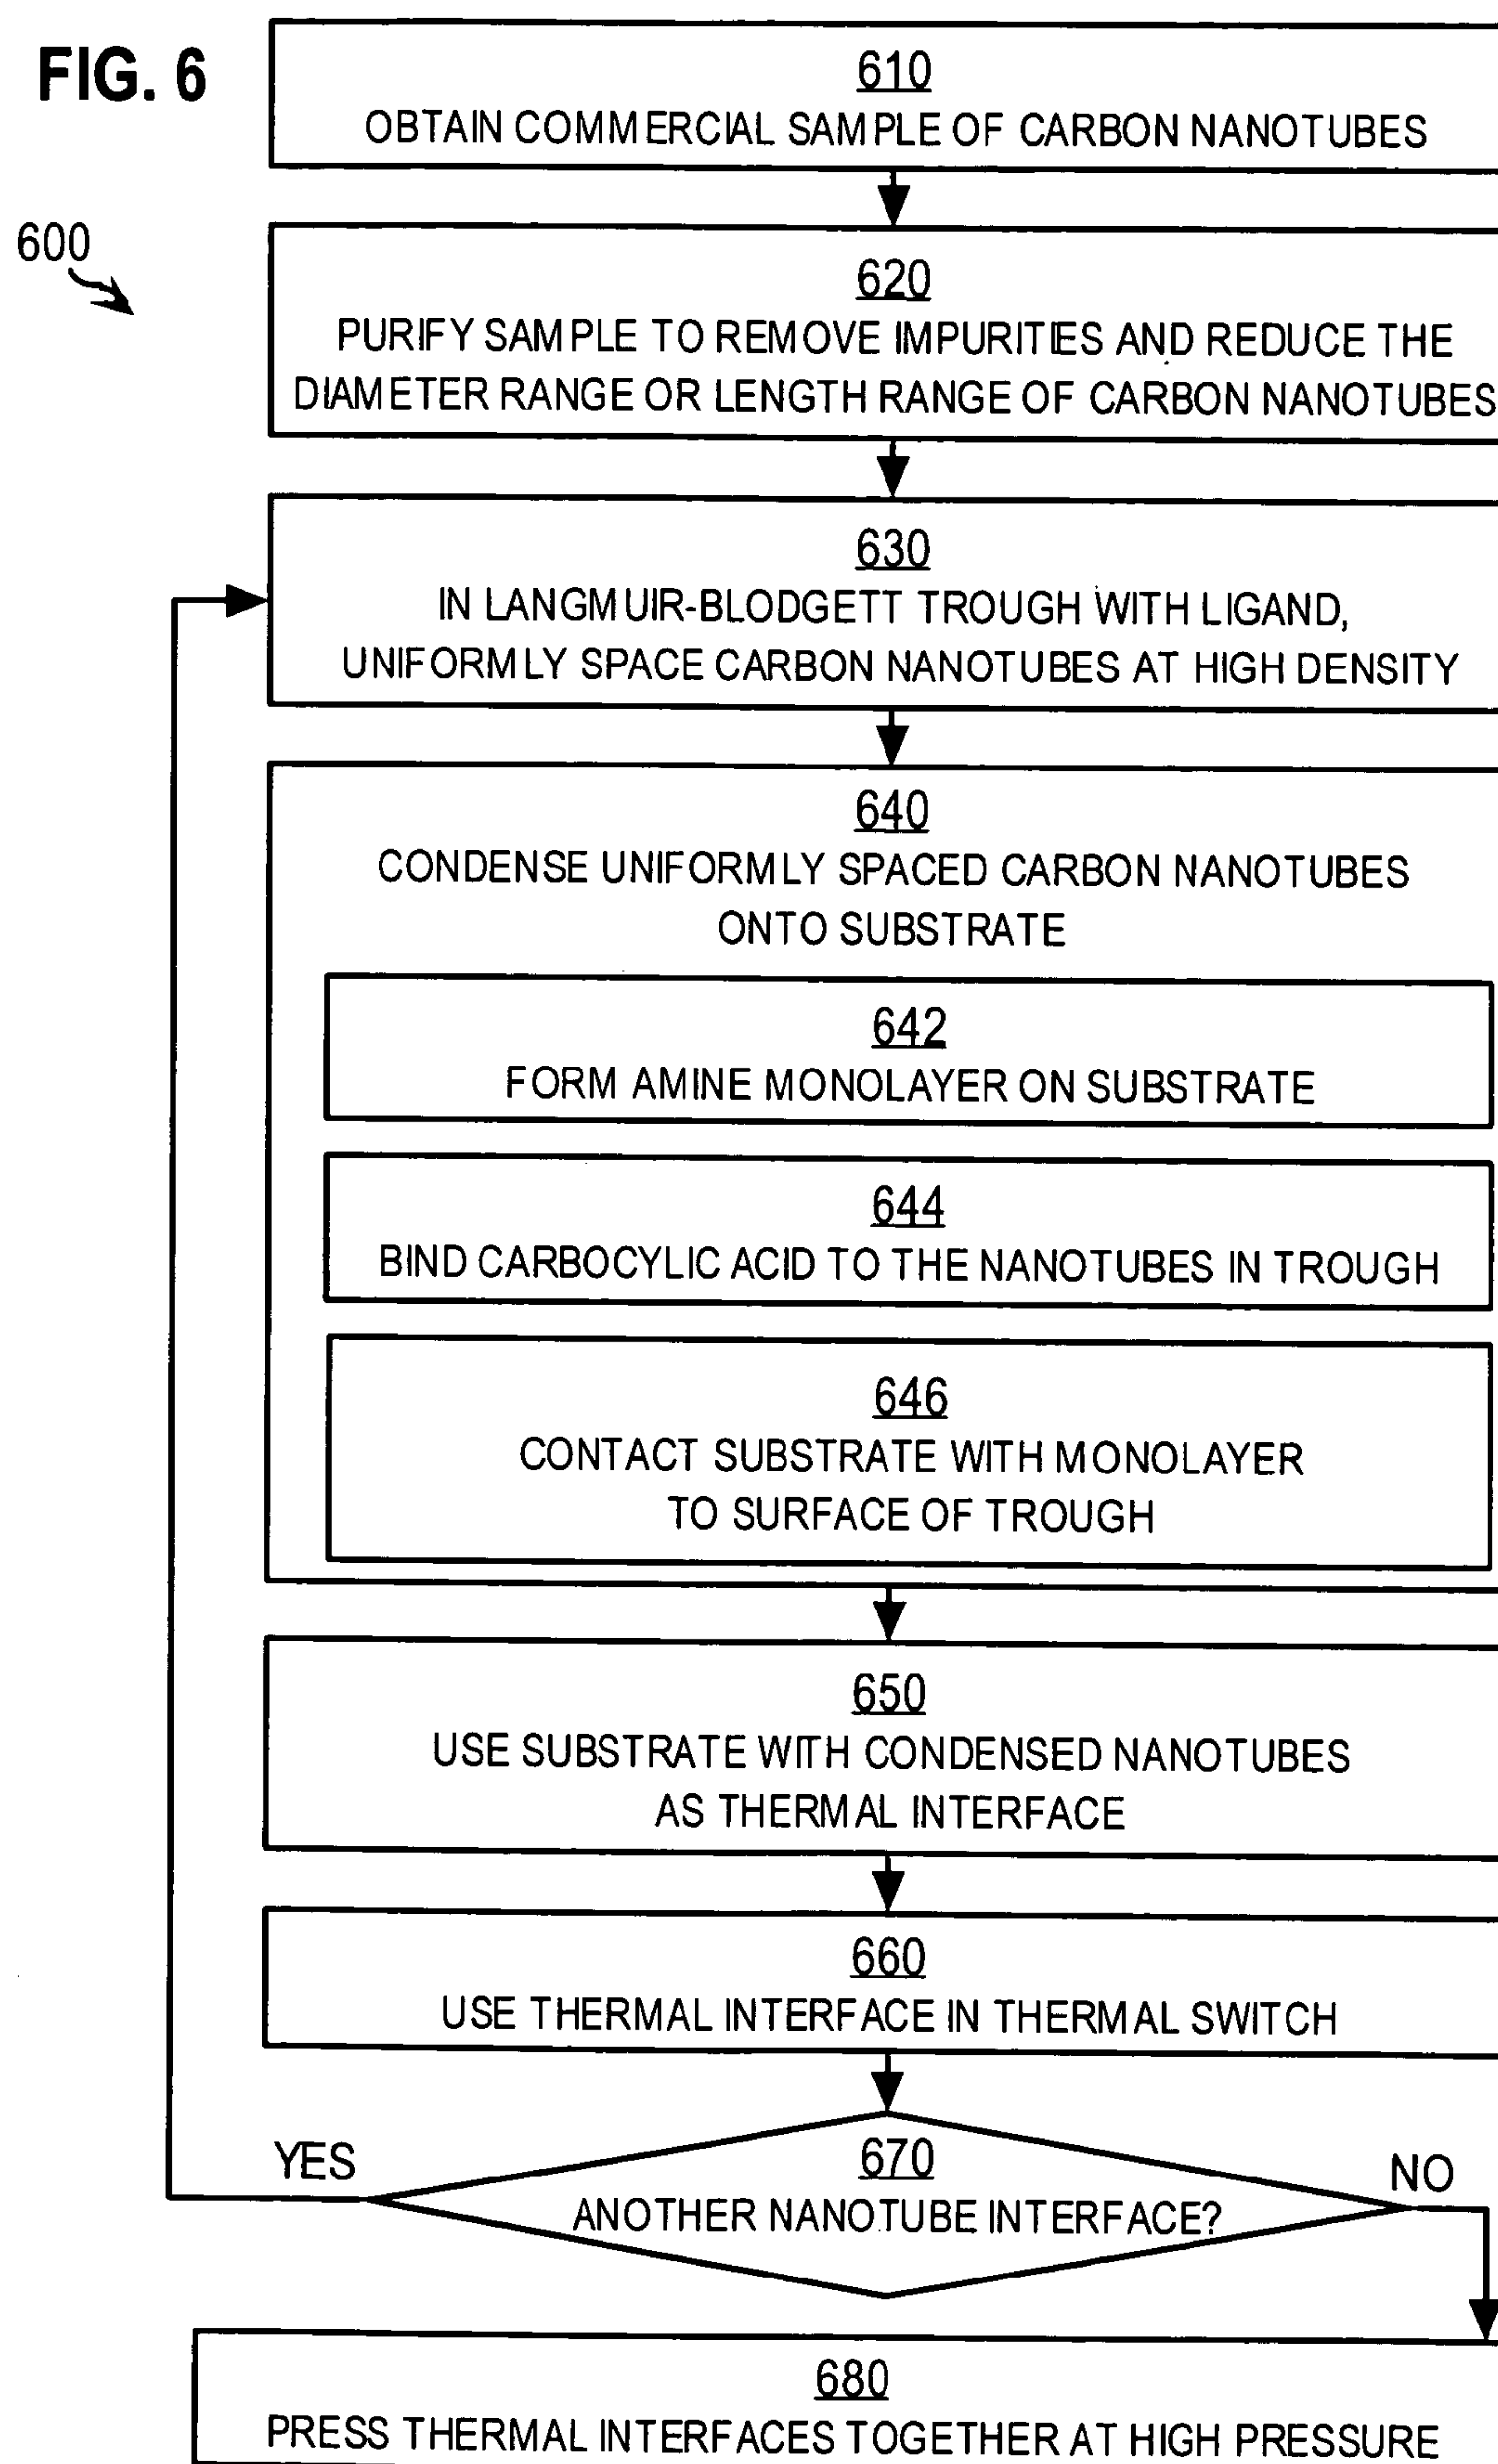 FIG. 6
610
OBTAIN COMMERCIAL SAMPLE OF CARBON NANOTUBES
600
620
PURIFY SAMPLE TO REMOVE IMPURITIES AND REDUCE THE
DIAMETER RANGE OR LENGTH RANGE OF CARBON NANOTUBES
630
IN LANGMUIR-BLODGETT TROUGH WITH LIGAND,
UNIFORMLY SPACE CARBON NANOTUBES AT HIGH DENSITY
640
CONDENSE UNIFORMLY SPACED CARBON NANOTUBES
ONTO SUBSTRATE
642
FORM AMINE MONOLAYER ON SUBSTRATE
644
BIND CARBOCYLIC ACID TO THE NANOTUBES IN TROUGH
646
CONTACT SUBSTRATE WITH MONOLAYER
TO SURFACE OF TROUGH
650
USE SUBSTRATE WITH CONDENSED NANOTUBES
AS THERMAL INTERFACE
660
USE THERMAL INTERFACE IN THERMAL SWITCH
YES
670
NO
ANOTHER NANOTUBE INTERFACE?
680
PRESS THERMAL INTERFACES TOGETHER AT HIGH PRESSURE